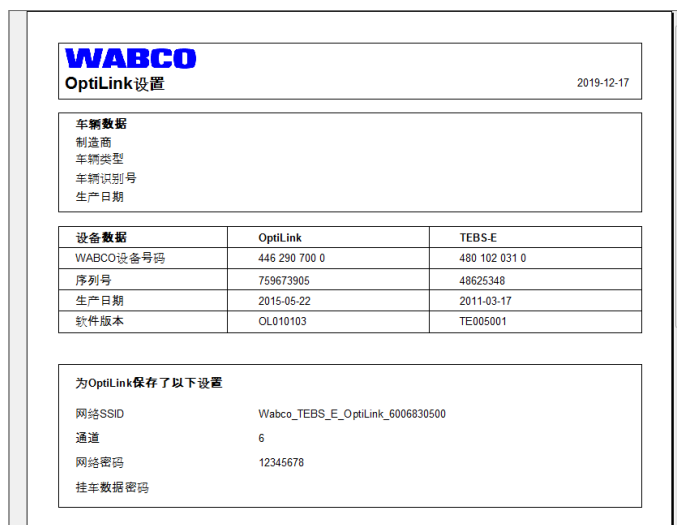 WABCO
OptiLink设置 2019-12-17
车辆数据
制造商
车辆类型
车辆识别号
生产日期
设备数据 OptiLink TEBS-E
WABCO设备号码 446 290 700 0 480 102 031 0
序列号 759673905 48625348
生产日期 2015-05-22 2011-03-17
软件版本 OL010103 TE005001
为OptiLink保存了以下设置
网络SSID Wabco_TEBS_E_OptiLink_6006830500
通道 6
网络密码 12345678
挂车数据密码